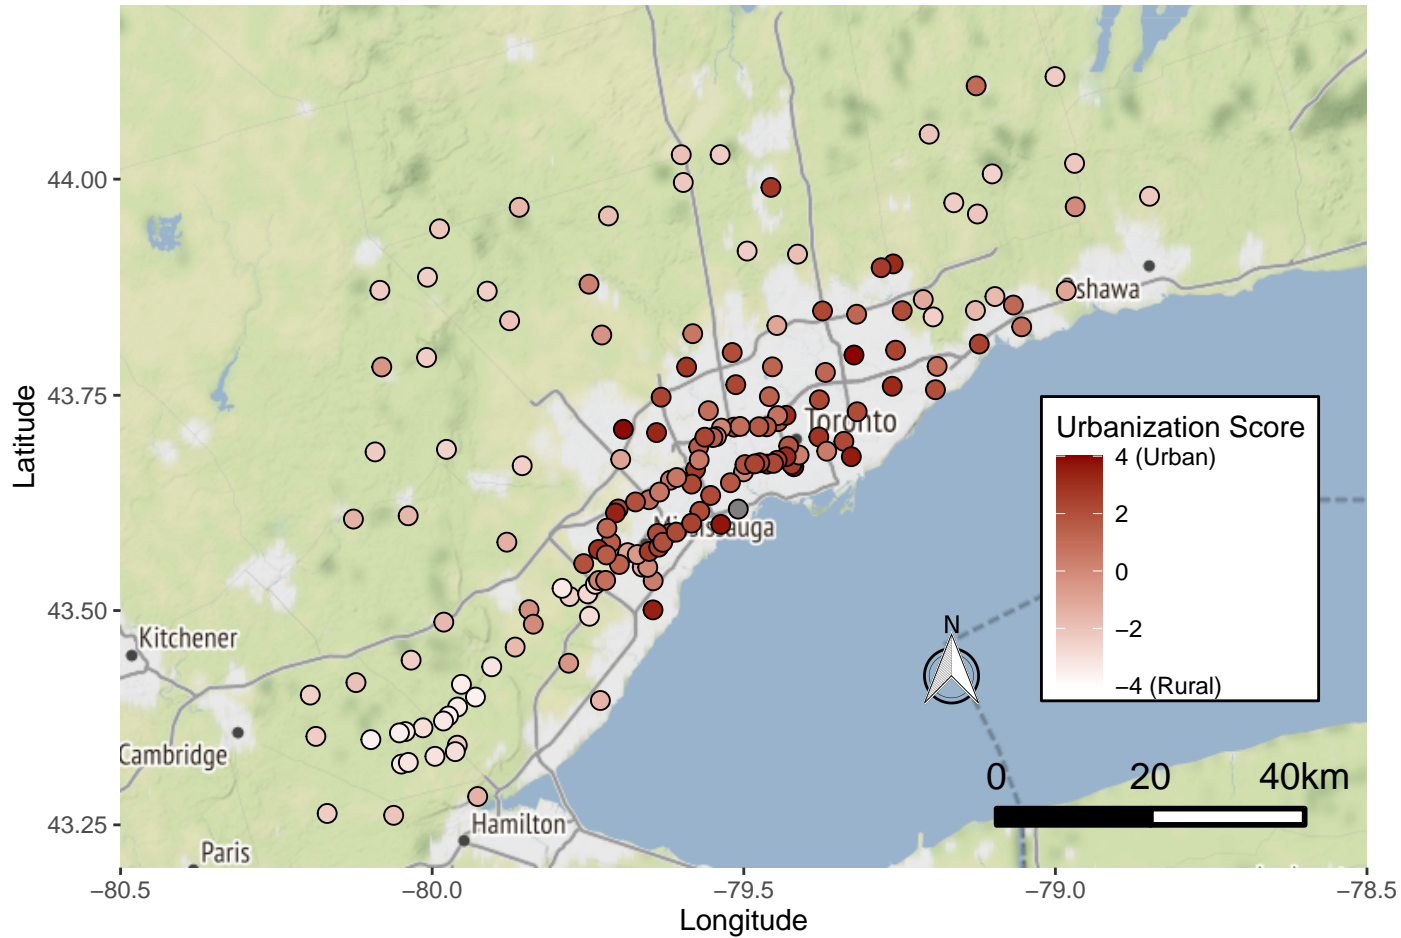 44.00
43.75
43.50
43.25
Latitude
−80.5
−80.0
−79.5
−79.0
−78.5
Longitude
Oshawa
Toronto
Mississauga
Kitchener
Cambridge
Hamilton
Paris
Urbanization Score
4 (Urban)
2
0
−2
−4 (Rural)
N
0 20 40km